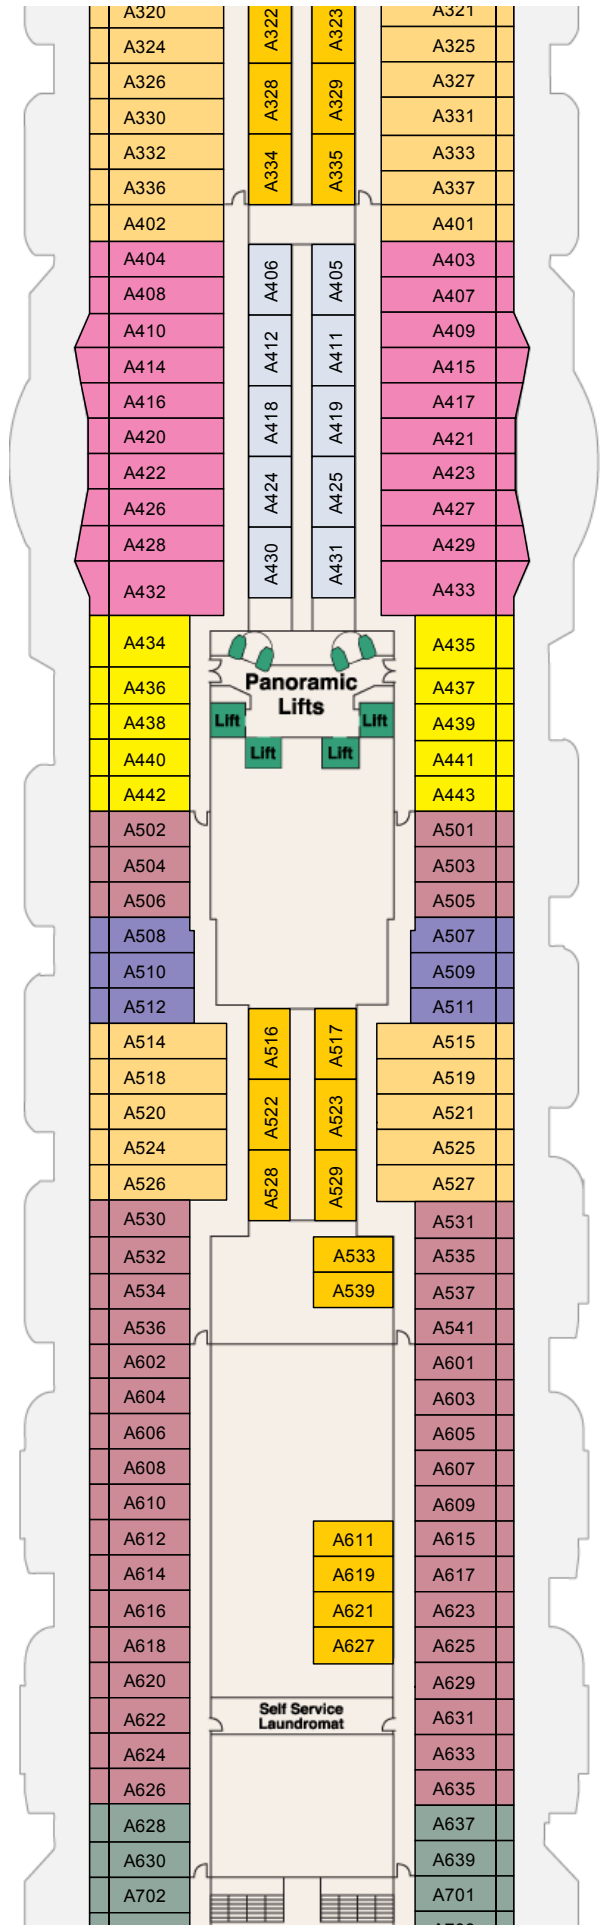 A320 A322 A323 A321
A324 A325
A326 A328 A329 A327
A330 A331
A332 A334 A335 A333
A336 A337
A402 A401
A404 A406 A405 A403
A408 A407
A410 A412 A411 A409
A414 A415
A416 A418 A419 A417
A420 A421
A422 A424 A425 A423
A426 A427
A428 A430 A431 A429
A432 A433
A434 A435
A436 Panoramic A437
Lifts
A438 Lift Lift A439
A440 Lift Lift A441
A442 A443
A502 A501
A504 A503
A506 A505
A508 A507
A510 A509
A512 A511
A514 A516 A517 A515
A518 A519
A520 A522 A523 A521
A524 A525
A526 A528 A529 A527
A530 A531
A532 A533 A535
A534 A539 A537
A536 A541
A602 A601
A604 A603
A606 A605
A608 A607
A610 A609
A612 A611 A615
A614 A619 A617
A616 A621 A623
A618 A627 A625
A620 A629
Self Service
A622 Laundromat A631
A624 A633
A626 A635
A628 A637
A630 A639
A702 A701